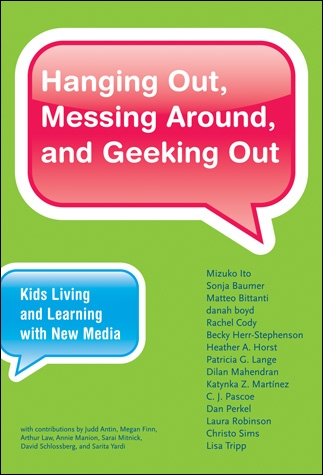 Hanging Out,
Messing Around,
and Geeking Out
Kids Living
and Learning
with New Media
Mizuko Ito
Sonja Baumer
Matteo Bittanti
danah boyd
Rachel Cody
Becky Herr-Stephenson
Heather A. Horst
Patricia G. Lange
Dilan Mahendran
Katynka Z. Martínez
C. J. Pascoe
Dan Perkel
Laura Robinson
Christo Sims
Lisa Tripp
with contributions by Judd Antin, Megan Finn,
Arthur Law, Annie Manion, Sarai Mitnick,
David Schlossberg, and Sarita Yardi